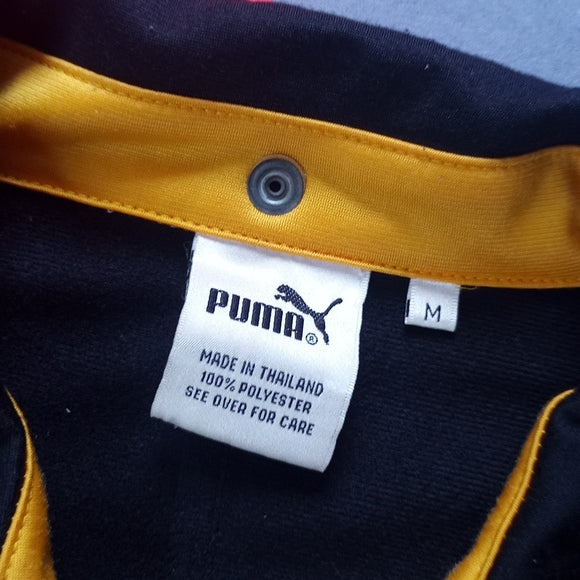 PUMA®
M
MADE IN THAILAND
100% POLYESTER
SEE OVER FOR CARE